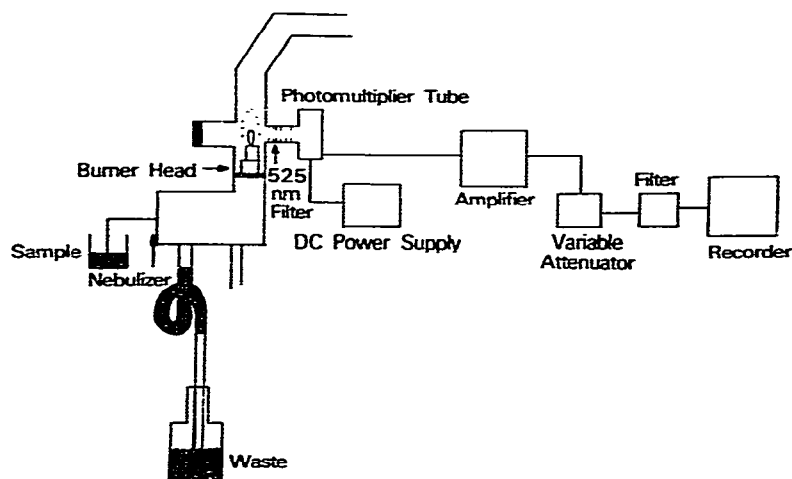 Photomultiplier Tube
Burner Head
525
nm
Filter
Amplifier
Filter
DC Power Supply
Variable
Attenuator
Recorder
Sample
Nebulizer
Waste